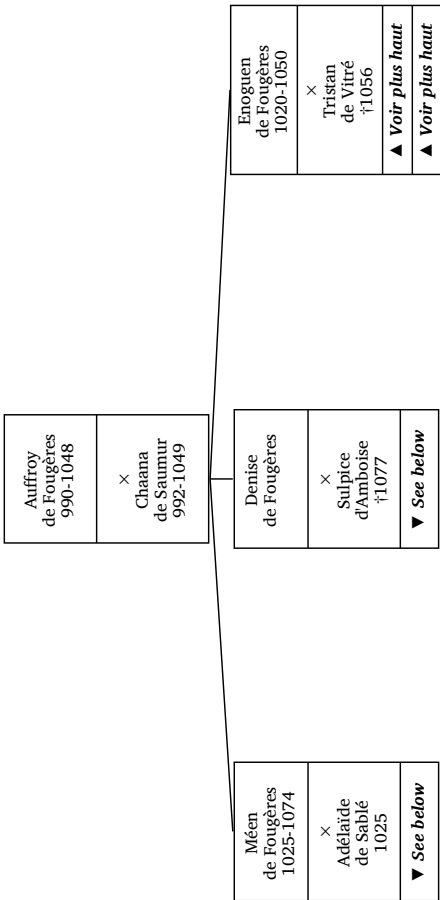 Auffroy
de Fougères
990-1048
×
Chaana
de Saumur
992-1049
Méen
de Fougères
1025-1074
×
Adélaïde
de Sablé
1025
▼ See below
Denise
de Fougères
×
Sulpice
d'Amboise
†1077
▼ See below
Enoguen
de Fougères
1020-1050
×
Tristan
de Vitré
†1056
▲ Voir plus haut
▲ Voir plus haut